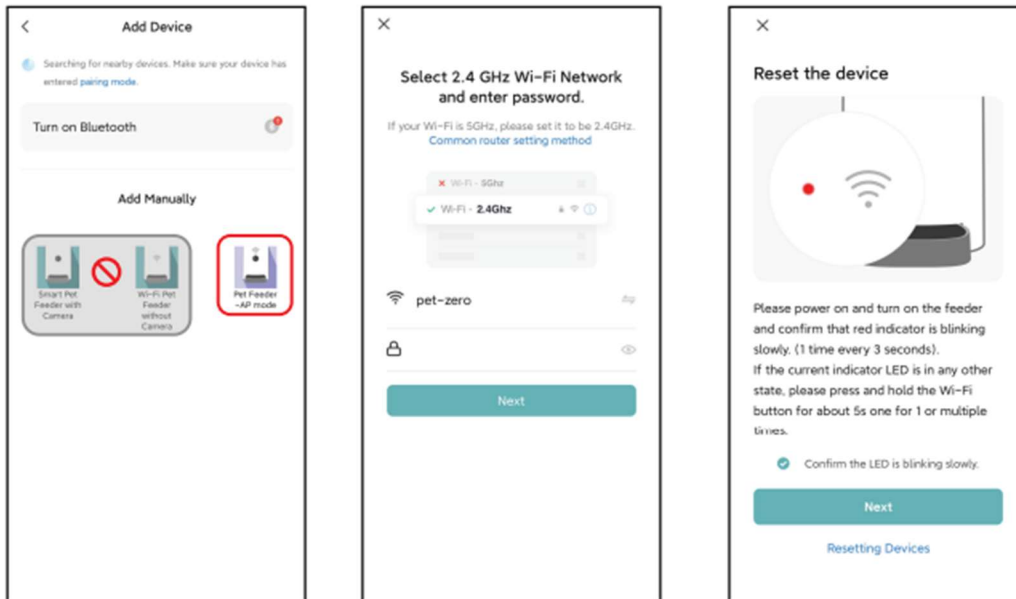 Add Device
Searching for nearby devices. Make sure your device has
entered pairing mode.
Turn on Bluetooth
Add Manually
Smart Pet
Feeder with
Camera
Wi-Fi Pet
Feeder
without
Camera
Pet Feeder
-AP mode
Select 2.4 GHz Wi-Fi Network
and enter password.
If your Wi-Fi is 5GHz, please set it to be 2.4GHz.
Common router setting method
Wi-Fi - 5Ghz
Wi-Fi - 2.4Ghz
pet-zero
Next
Reset the device
Please power on and turn on the feeder
and confirm that red indicator is blinking
slowly. (1 time every 3 seconds).
If the current indicator LED is in any other
state, please press and hold the Wi-Fi
button for about 5s one for 1 or multiple
times.
Confirm the LED is blinking slowly.
Next
Resetting Devices